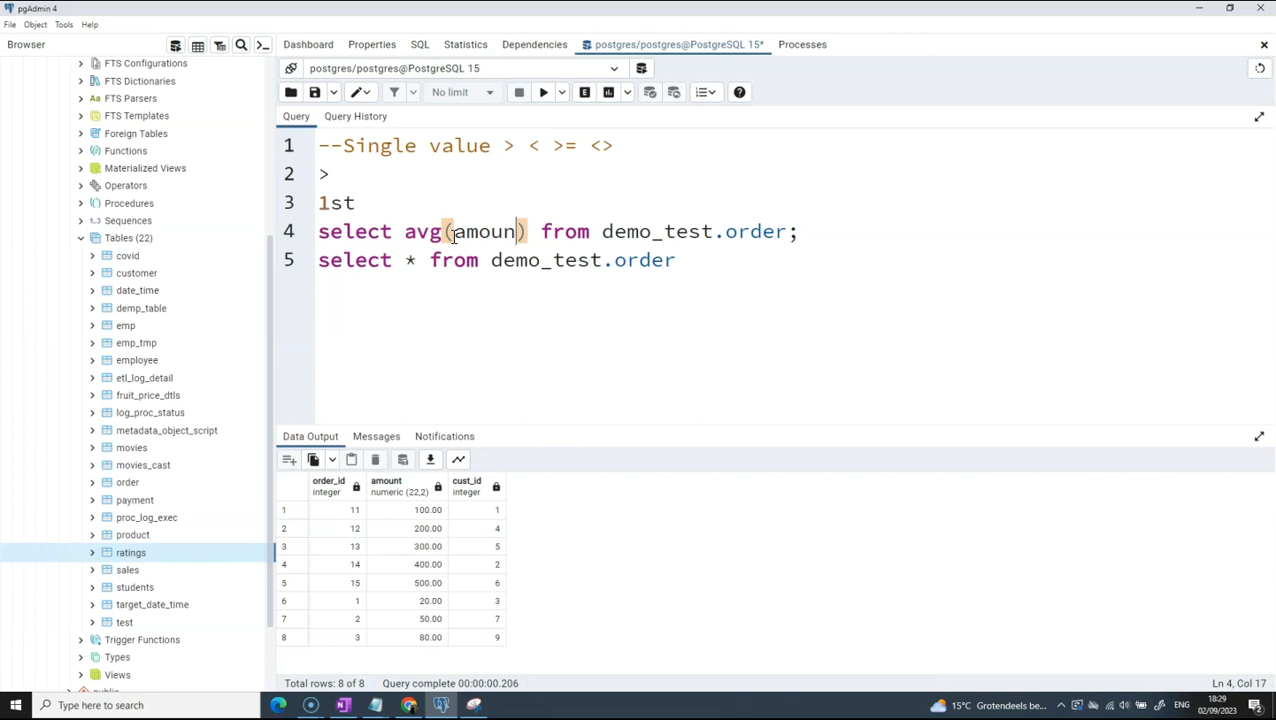 pgAdmin 4
File Object Tools Help
Browser
Dashboard Properties SQL Statistics Dependencies postgres/postgres@PostgreSQL 15* Processes
postgres/postgres@PostgreSQL 15
No limit
Query Query History
1 --Single value > < >= <>
2 >
3 1st
4 select avg(amoun) from demo_test.order;
5 select * from demo_test.order
FTS Configurations
FTS Dictionaries
FTS Parsers
FTS Templates
Foreign Tables
Functions
Materialized Views
Operators
Procedures
Sequences
Tables (22)
covid
customer
date_time
demp_table
emp
emp_tmp
employee
etl_log_detail
fruit_price_dtls
log_proc_status
metadata_object_script
movies
movies_cast
order
payment
proc_log_exec
product
ratings
sales
students
target_date_time
test
Trigger Functions
Types
Views
public
Data Output Messages Notifications
order_id amount cust_id
integer numeric (22,2) integer
1 11 100.00 1
2 12 200.00 4
3 13 300.00 5
4 14 400.00 2
5 15 500.00 6
6 1 20.00 3
7 2 50.00 7
8 3 80.00 9
Total rows: 8 of 8 Query complete 00:00:00.206 Ln 4, Col 17
Type here to search
15°C Grotendeels be... ENG
18:29
02/09/2023
2